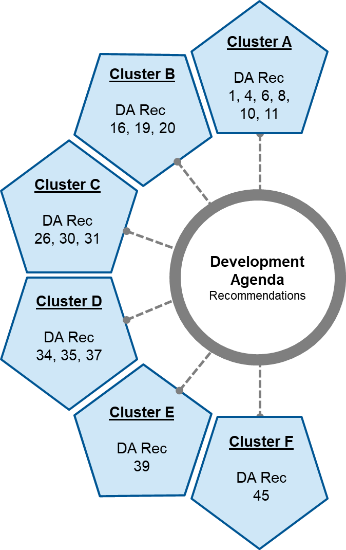 Cluster A
DA Rec
1, 4, 6, 8,
10, 11
Cluster B
DA Rec
16, 19, 20
Cluster C
DA Rec
26, 30, 31
Development
Agenda
Recommendations
Cluster D
DA Rec
34, 35, 37
Cluster E
DA Rec
39
Cluster F
DA Rec
45